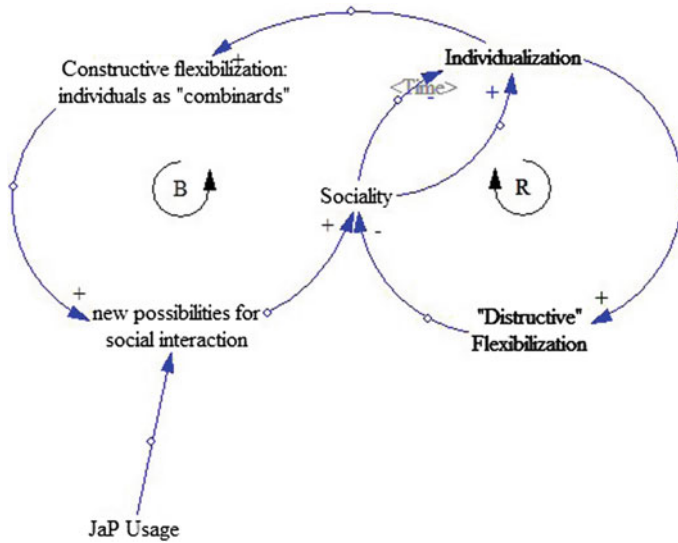 Constructive flexibilization:
individuals as "combinards"
+
Individualization
<Time>
-
+
B
Sociality
R
+
-
+
new possibilities for
social interaction
"Distructive"
Flexibilization
+
JaP Usage